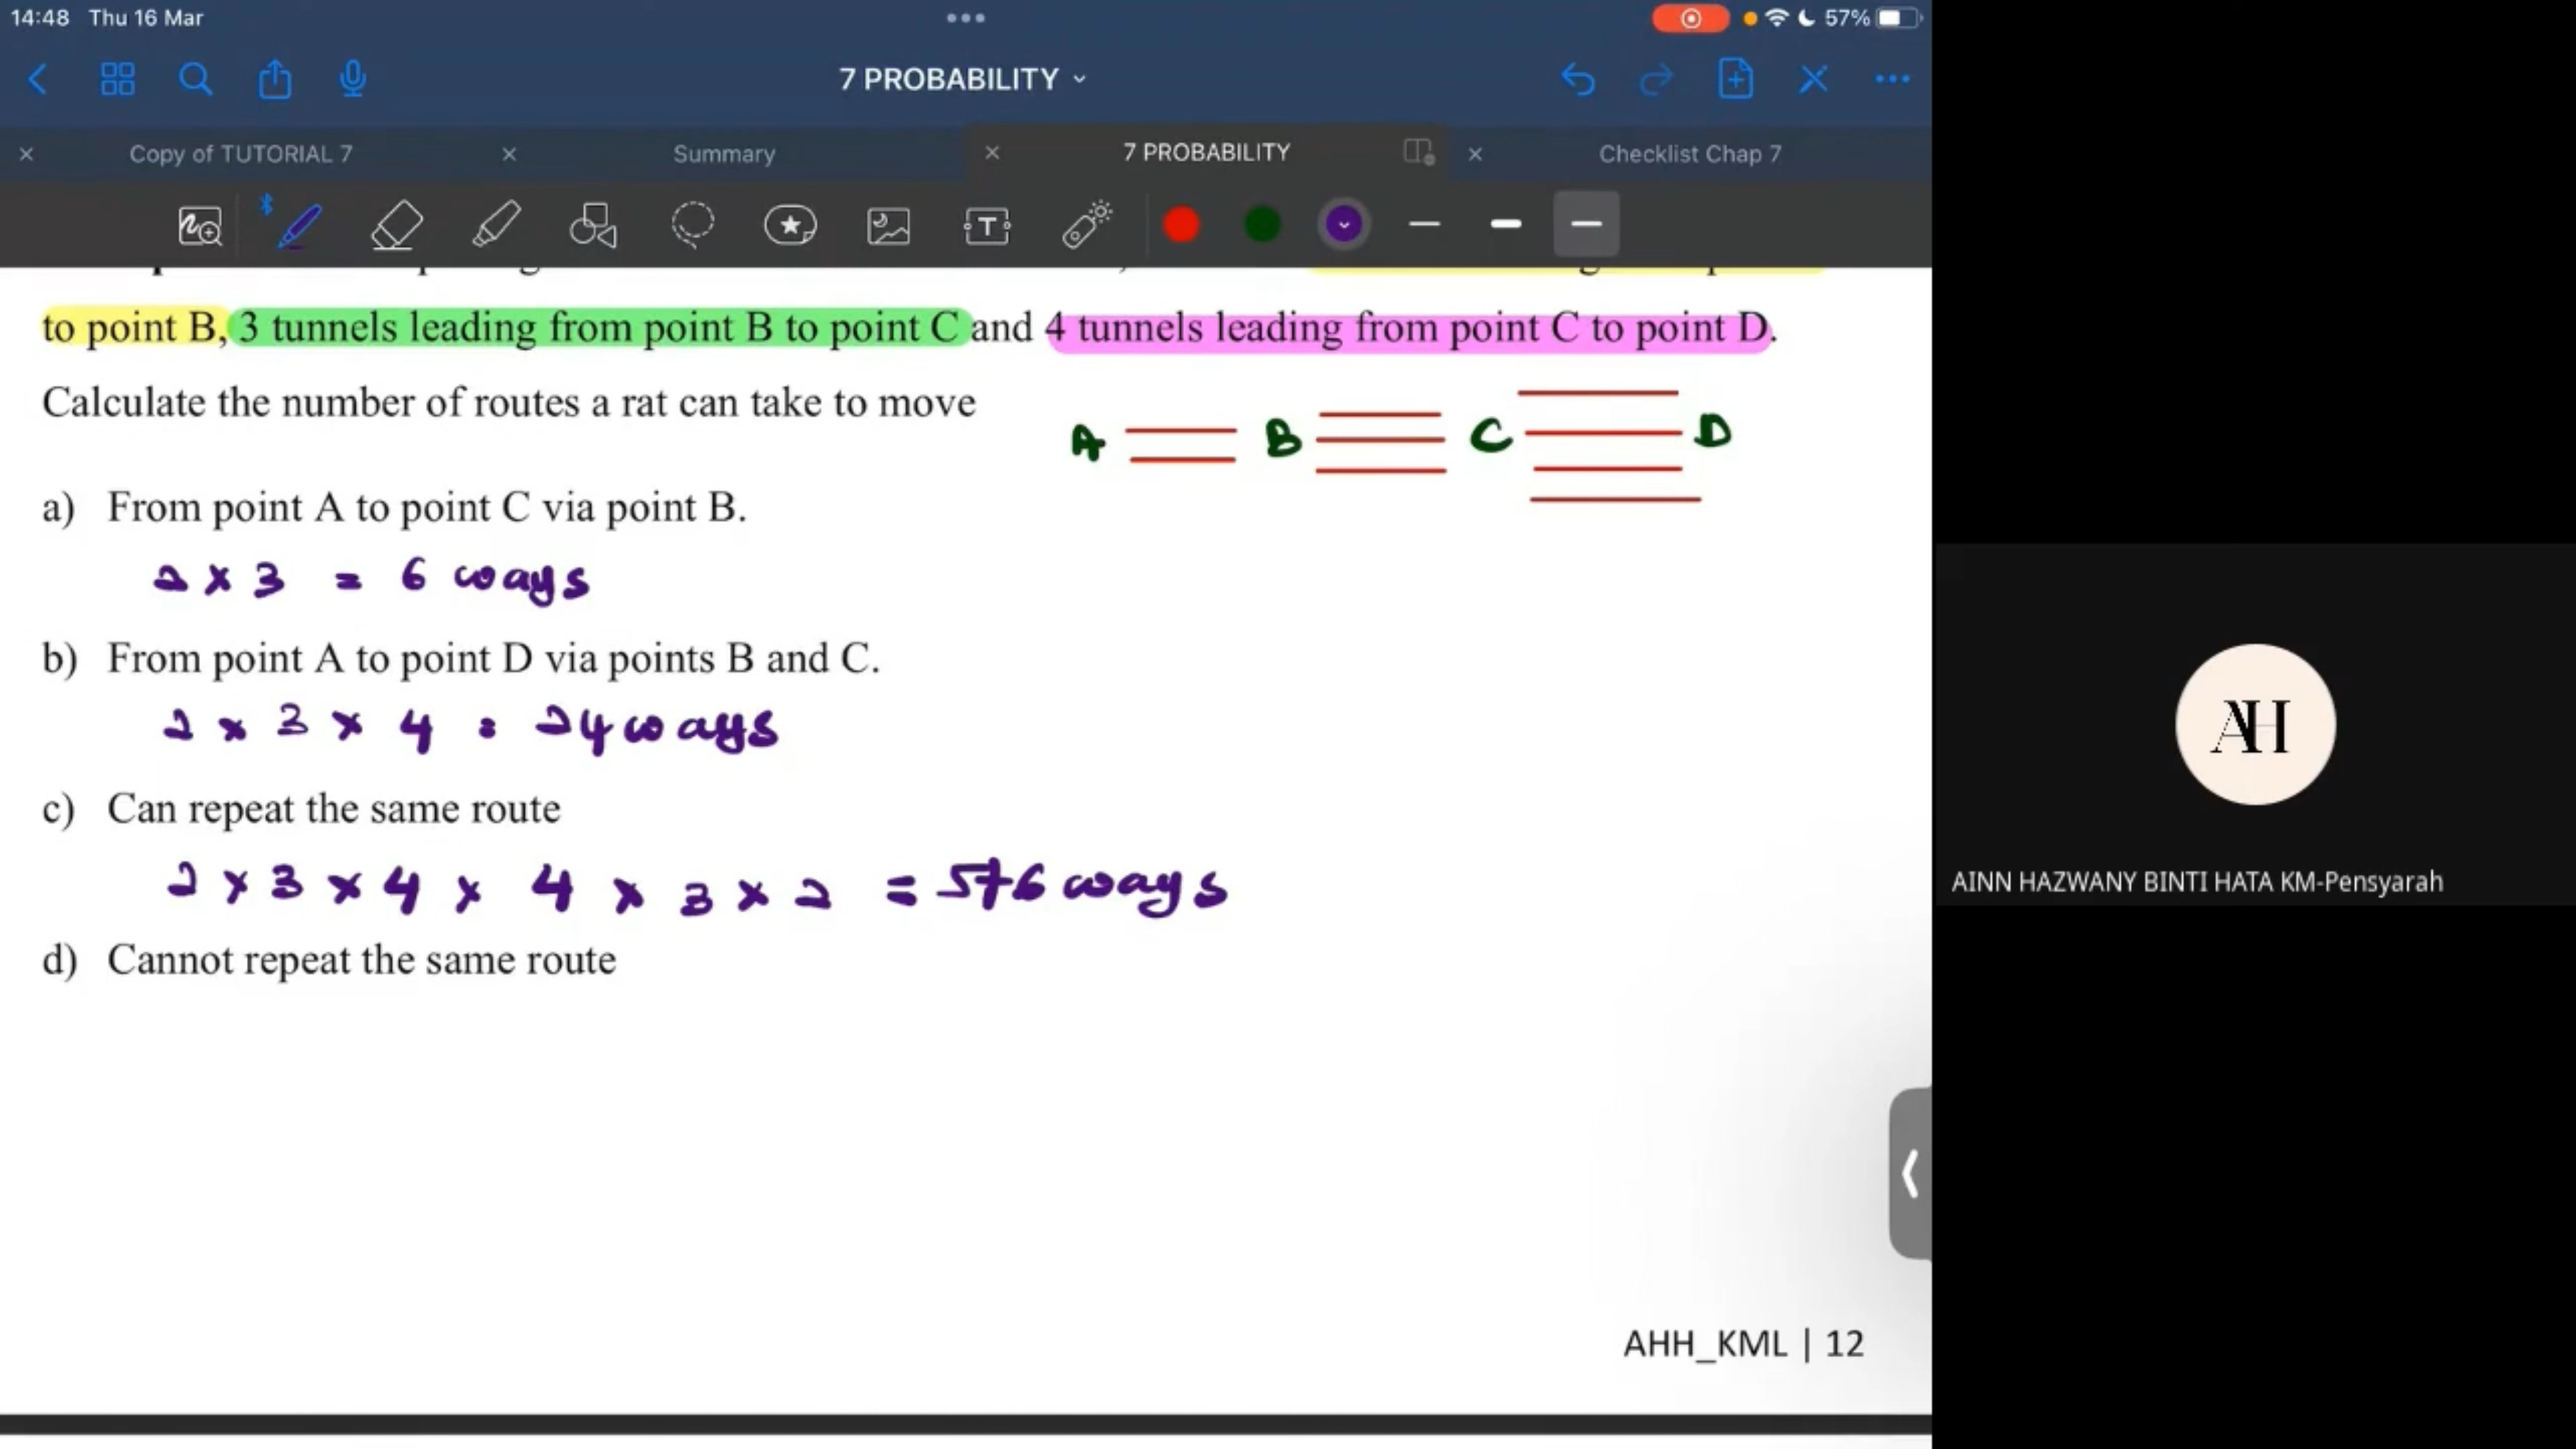 14:48 Thu 16 Mar
57%
7 PROBABILITY
Copy of TUTORIAL 7
Summary
7 PROBABILITY
Checklist Chap 7
to point B, 3 tunnels leading from point B to point C and 4 tunnels leading from point C to point D.
Calculate the number of routes a rat can take to move
A B C D
a) From point A to point C via point B.
2 x 3 = 6 ways
b) From point A to point D via points B and C.
2 x 3 x 4 = 24 ways
c) Can repeat the same route
2 x 3 x 4 x 4 x 3 x 2 = 576 ways
d) Cannot repeat the same route
AHH_KML | 12
AH
AINN HAZWANY BINTI HATA KM-Pensyarah